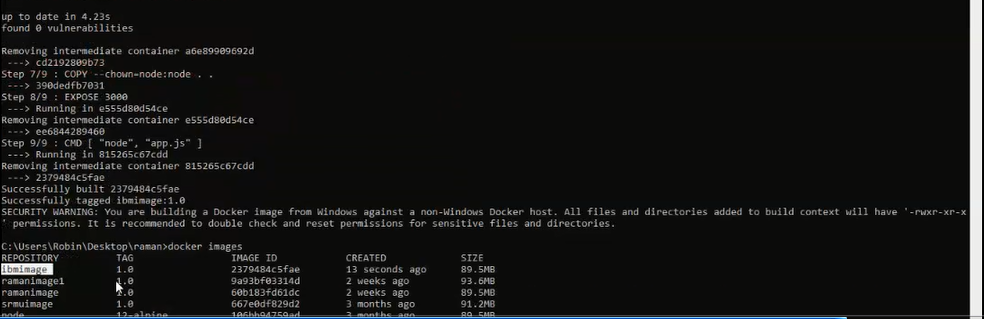 up to date in 4.23s
found 0 vulnerabilities
Removing intermediate container a6e89909692d
---> cd2192809b73
Step 7/9 : COPY --chown=node:node . .
---> 390dedfb7031
Step 8/9 : EXPOSE 3000
---> Running in e555d80d54ce
Removing intermediate container e555d80d54ce
---> ee6844289460
Step 9/9 : CMD [ "node", "app.js" ]
---> Running in 815265c67cdd
Removing intermediate container 815265c67cdd
---> 2379484c5fae
Successfully built 2379484c5fae
Successfully tagged ibmimage:1.0
SECURITY WARNING: You are building a Docker image from Windows against a non-Windows Docker host. All files and directories added to build context will have '-rwxr-xr-x
' permissions. It is recommended to double check and reset permissions for sensitive files and directories.
C:\Users\Robin\Desktop\raman>docker images
REPOSITORY TAG IMAGE ID CREATED SIZE
ibmimage 1.0 2379484c5fae 13 seconds ago 89.5MB
ramanimage1 1.0 9a93bf03314d 2 weeks ago 93.6MB
ramanimage 1.0 60b183fd61dc 2 weeks ago 89.5MB
srmuimage 1.0 667e0df829d2 3 months ago 91.2MB
node 12-alpine 106bb94759ad 3 months ago 89.5MB